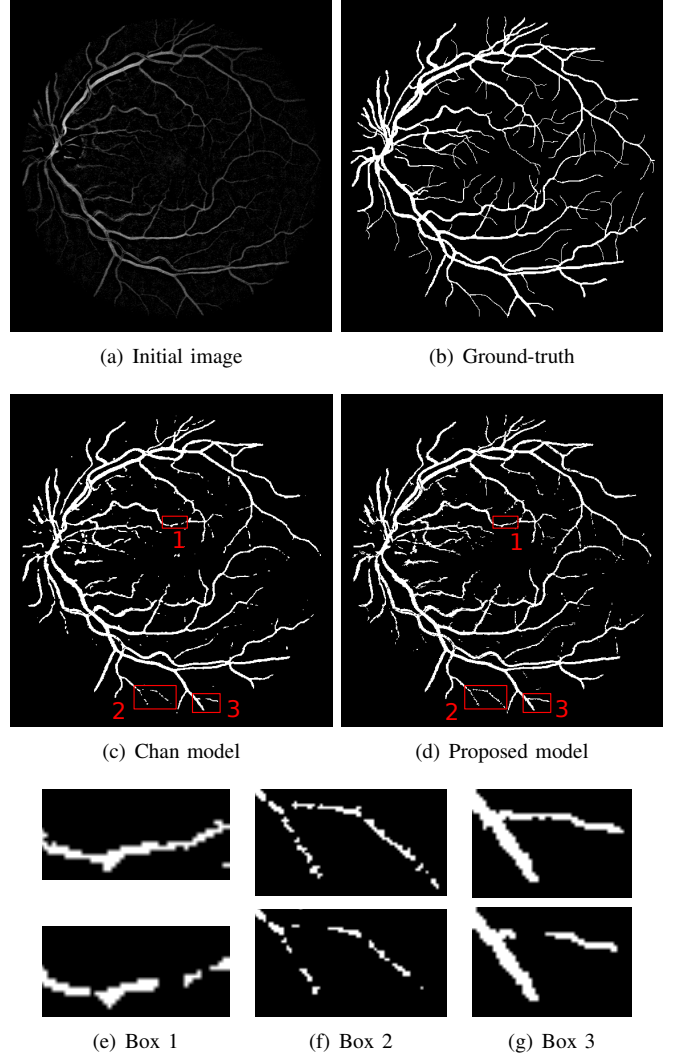 (a) Initial image
(b) Ground-truth
1
2
3
1
2
3
(c) Chan model
(d) Proposed model
(e) Box 1
(f) Box 2
(g) Box 3